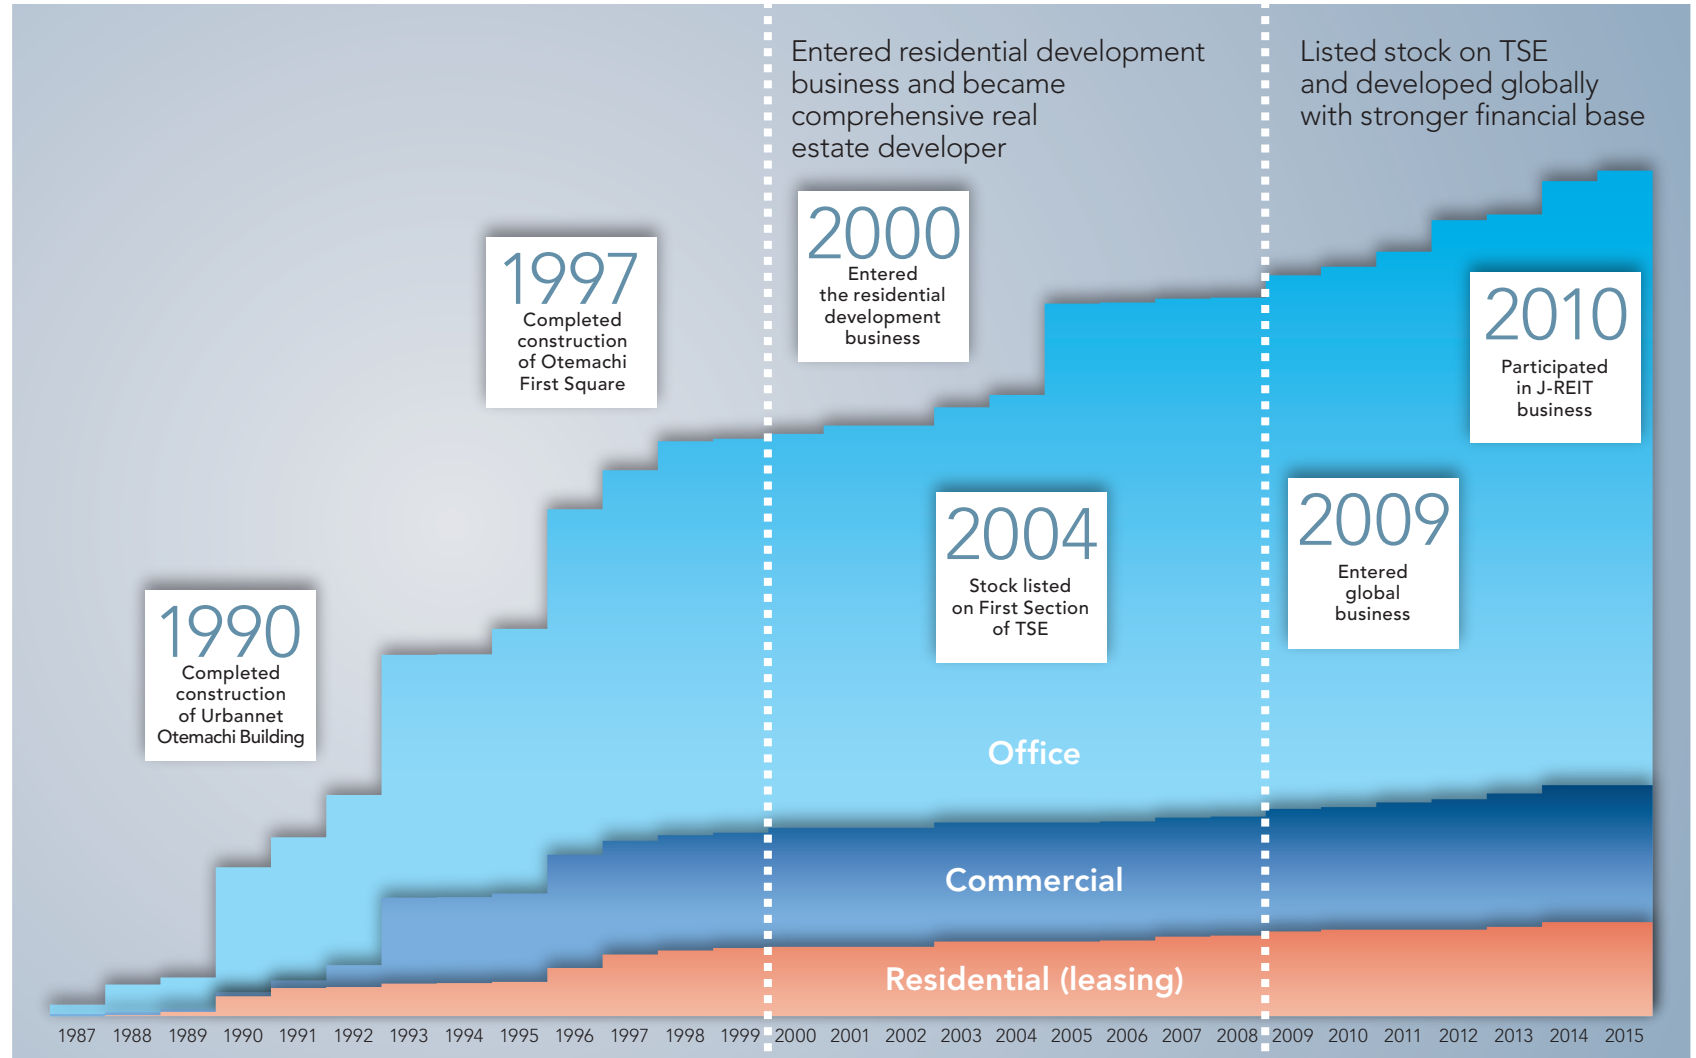 Entered residential development
business and became
comprehensive real
estate developer
Listed stock on TSE
and developed globally
with stronger financial base
1997
Completed
construction
of Otemachi
First Square
2000
Entered
the residential
development
business
2010
Participated
in J-REIT
business
1990
Completed
construction
of Urbannet
Otemachi Building
2004
Stock listed
on First Section
of TSE
2009
Entered
global
business
Office
Commercial
Residential (leasing)
1987 1988 1989 1990 1991 1992 1993 1994 1995 1996 1997 1998 1999 2000 2001 2002 2003 2004 2005 2006 2007 2008 2009 2010 2011 2012 2013 2014 2015